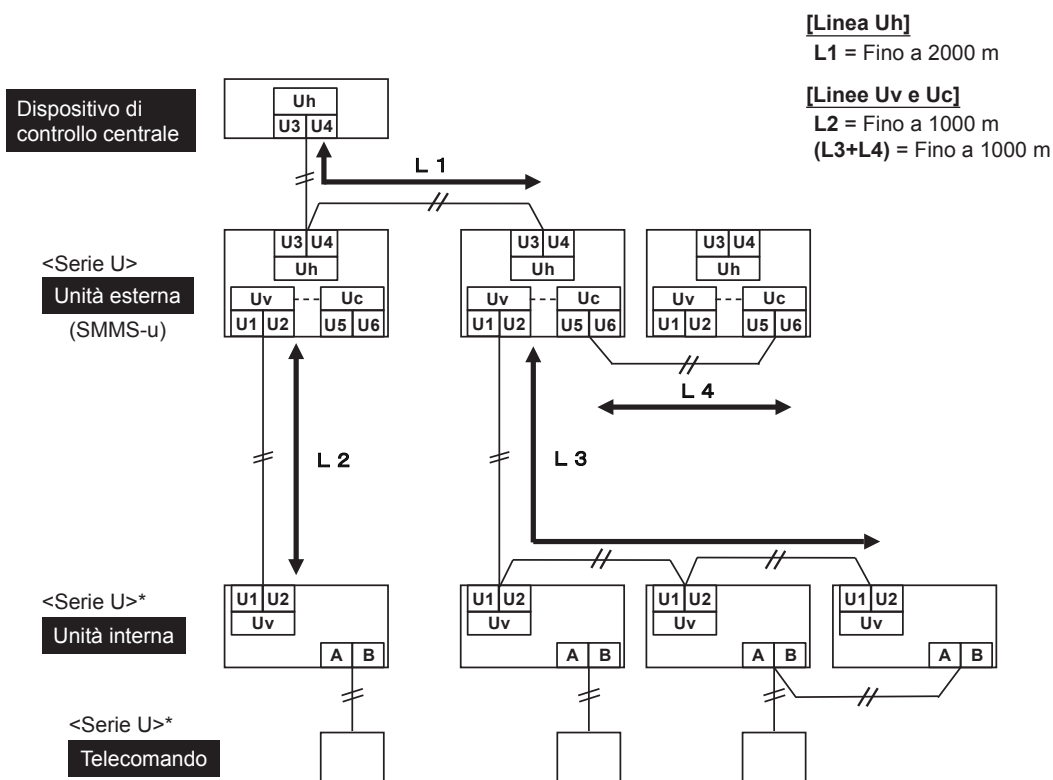 [Linea Uh]
L1 = Fino a 2000 m
[Linee Uv e Uc]
L2 = Fino a 1000 m
(L3+L4) = Fino a 1000 m
Dispositivo di
controllo centrale
Uh
U3 U4
L 1
<Serie U>
Unità esterna
(SMMS-u)
U3 U4
Uh
Uv Uc
U1 U2 U5 U6
U3 U4
Uh
Uv Uc
U1 U2 U5 U6
U3 U4
Uh
Uv Uc
U1 U2 U5 U6
L 4
L 2
L 3
<Serie U>*
Unità interna
U1 U2
Uv
A B
U1 U2
Uv
A B
U1 U2
Uv
A B
U1 U2
Uv
A B
<Serie U>*
Telecomando